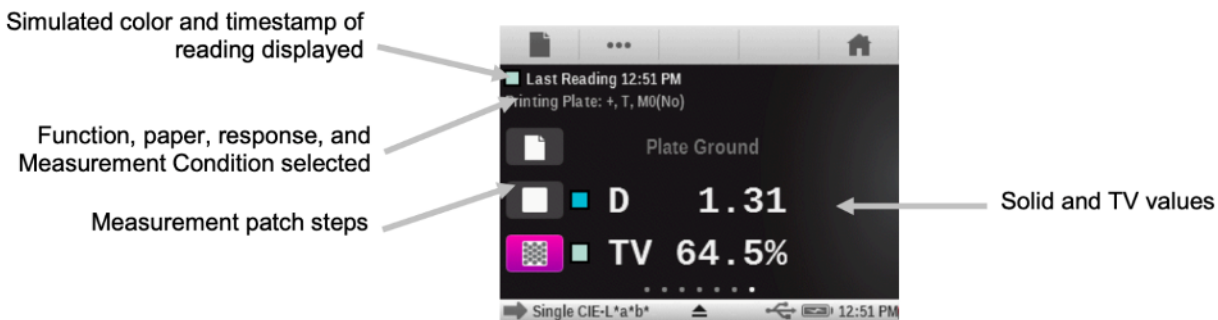 Simulated color and timestamp of
reading displayed
Function, paper, response, and
Measurement Condition selected
Measurement patch steps
Last Reading 12:51 PM
Printing Plate: +, T, M0(No)
Plate Ground
D 1.31
TV 64.5%
Single CIE-L*a*b*
12:51 PM
Solid and TV values